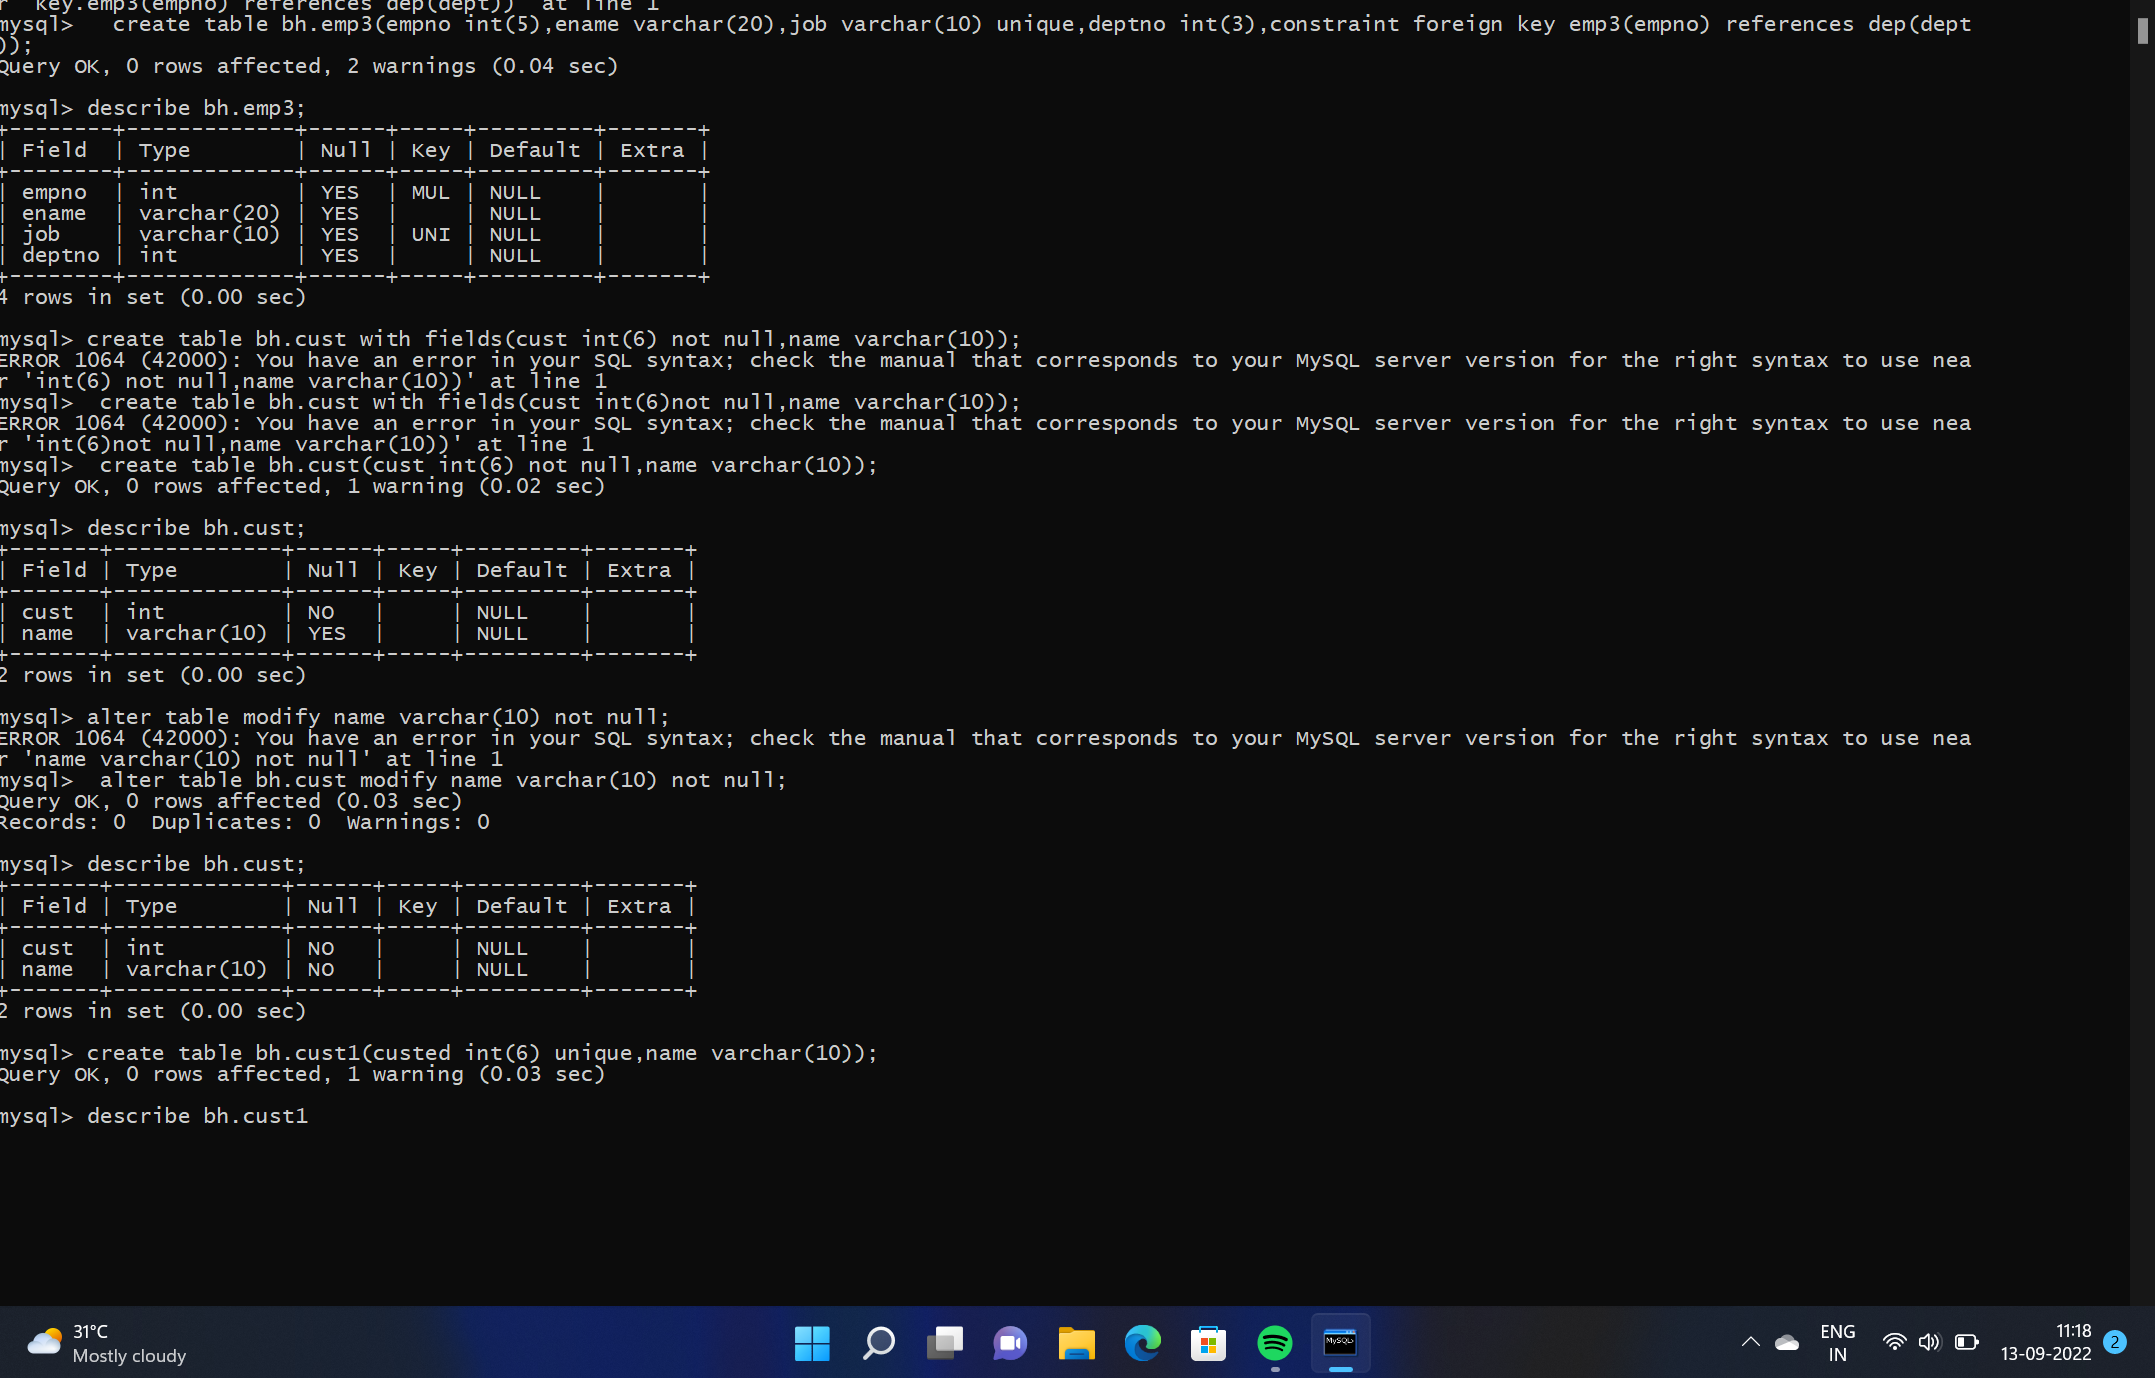 r 'key.emp3(empno) references dep(dept))' at line 1
mysql>   create table bh.emp3(empno int(5),ename varchar(20),job varchar(10) unique,deptno int(3),constraint foreign key emp3(empno) references dep(dept
));
Query OK, 0 rows affected, 2 warnings (0.04 sec)
mysql> describe bh.emp3;
+--------+-------------+------+-----+---------+-------+
| Field  | Type        | Null | Key | Default | Extra |
+--------+-------------+------+-----+---------+-------+
| empno  | int         | YES  | MUL | NULL    |       |
| ename  | varchar(20) | YES  |     | NULL    |       |
| job    | varchar(10) | YES  | UNI | NULL    |       |
| deptno | int         | YES  |     | NULL    |       |
+--------+-------------+------+-----+---------+-------+
4 rows in set (0.00 sec)
mysql> create table bh.cust with fields(cust int(6) not null,name varchar(10));
ERROR 1064 (42000): You have an error in your SQL syntax; check the manual that corresponds to your MySQL server version for the right syntax to use nea
r 'int(6) not null,name varchar(10))' at line 1
mysql>  create table bh.cust with fields(cust int(6)not null,name varchar(10));
ERROR 1064 (42000): You have an error in your SQL syntax; check the manual that corresponds to your MySQL server version for the right syntax to use nea
r 'int(6)not null,name varchar(10))' at line 1
mysql>  create table bh.cust(cust int(6) not null,name varchar(10));
Query OK, 0 rows affected, 1 warning (0.02 sec)
mysql> describe bh.cust;
+-------+-------------+------+-----+---------+-------+
| Field | Type        | Null | Key | Default | Extra |
+-------+-------------+------+-----+---------+-------+
| cust  | int         | NO   |     | NULL    |       |
| name  | varchar(10) | YES  |     | NULL    |       |
+-------+-------------+------+-----+---------+-------+
2 rows in set (0.00 sec)
mysql> alter table modify name varchar(10) not null;
ERROR 1064 (42000): You have an error in your SQL syntax; check the manual that corresponds to your MySQL server version for the right syntax to use nea
r 'name varchar(10) not null' at line 1
mysql>  alter table bh.cust modify name varchar(10) not null;
Query OK, 0 rows affected (0.03 sec)
Records: 0  Duplicates: 0  Warnings: 0
mysql> describe bh.cust;
+-------+-------------+------+-----+---------+-------+
| Field | Type        | Null | Key | Default | Extra |
+-------+-------------+------+-----+---------+-------+
| cust  | int         | NO   |     | NULL    |       |
| name  | varchar(10) | NO   |     | NULL    |       |
+-------+-------------+------+-----+---------+-------+
2 rows in set (0.00 sec)
mysql> create table bh.cust1(custed int(6) unique,name varchar(10));
Query OK, 0 rows affected, 1 warning (0.03 sec)
mysql> describe bh.cust1
31°C
Mostly cloudy
MySQL>
ENG
IN
11:18
13-09-2022
2